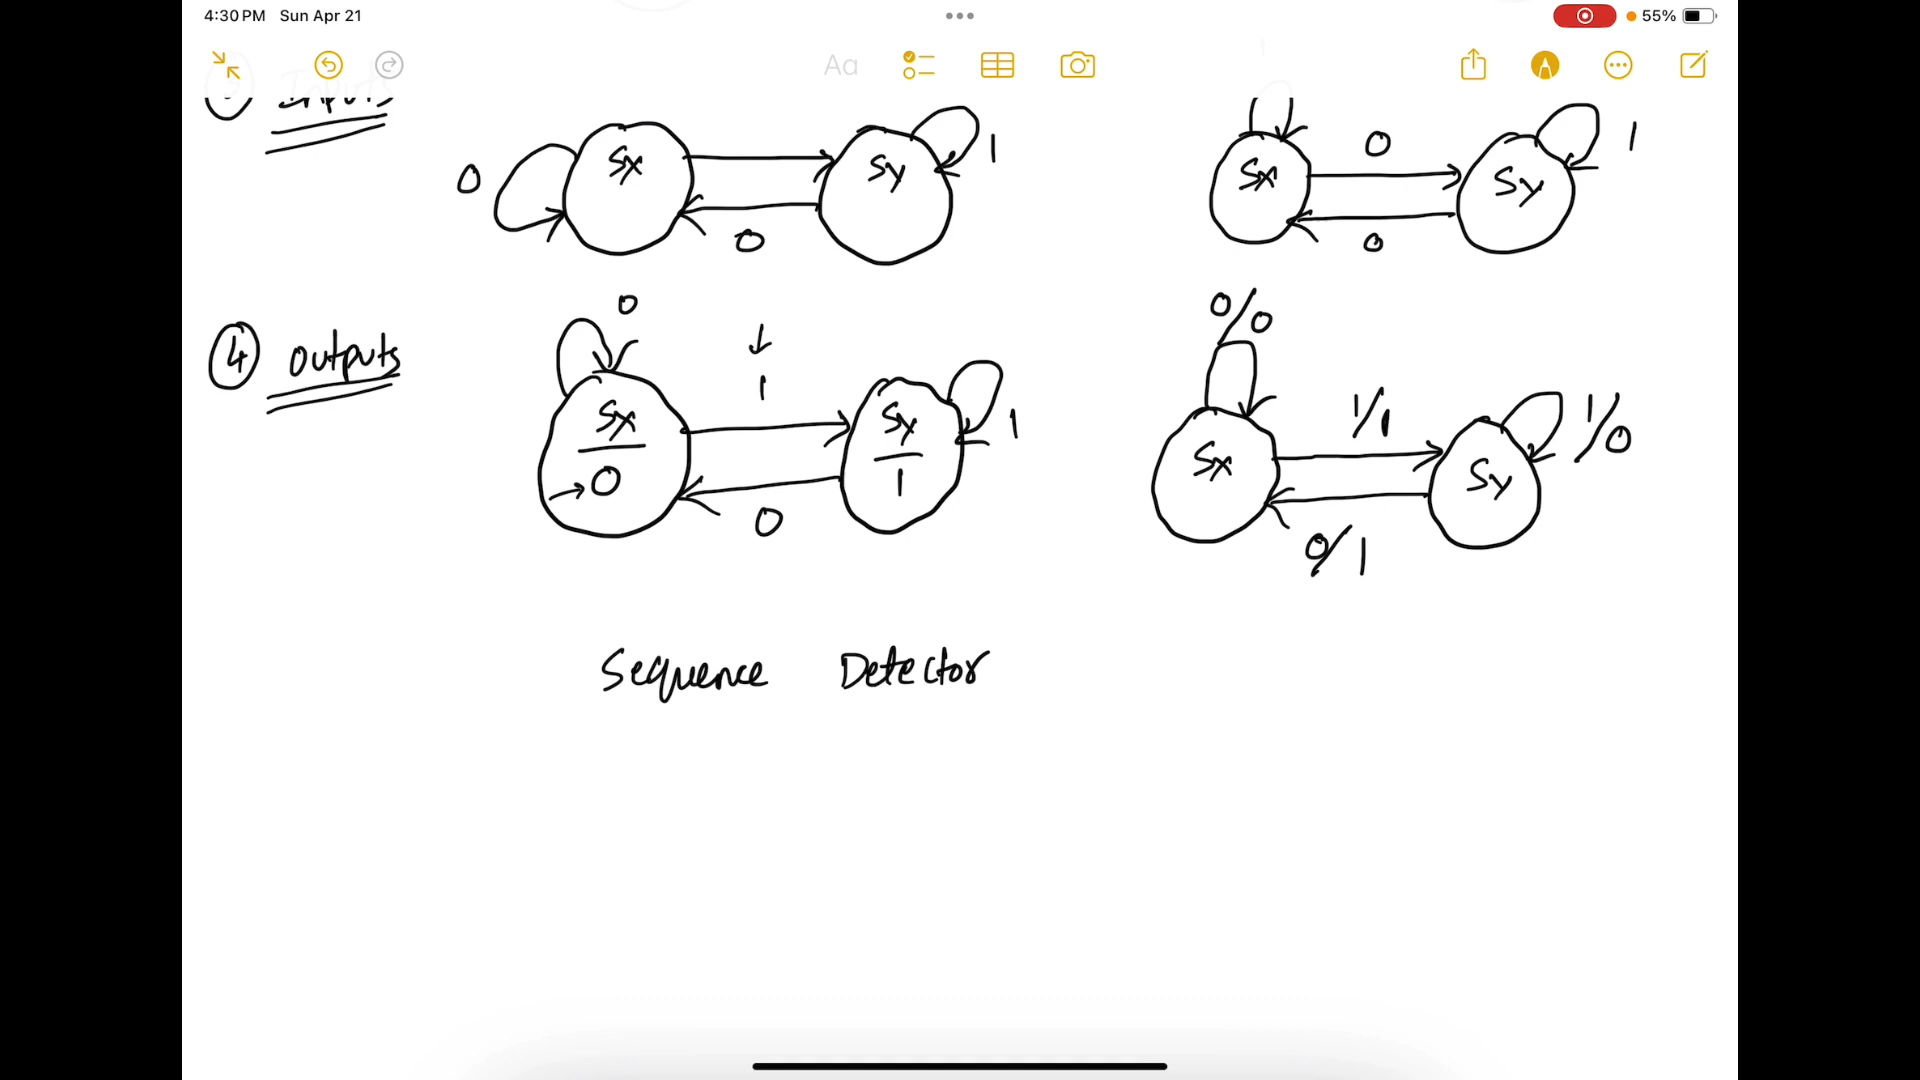 4:30 PM Sun Apr 21
55%
Aa
Inputs
0 Sx Sy 1
0
Sx 0 Sy 1
0
④ outputs
0
1
Sx
0
Sy
1
1
0
0/0
Sx 1/1 Sy 1/0
0/1
Sequence Detector